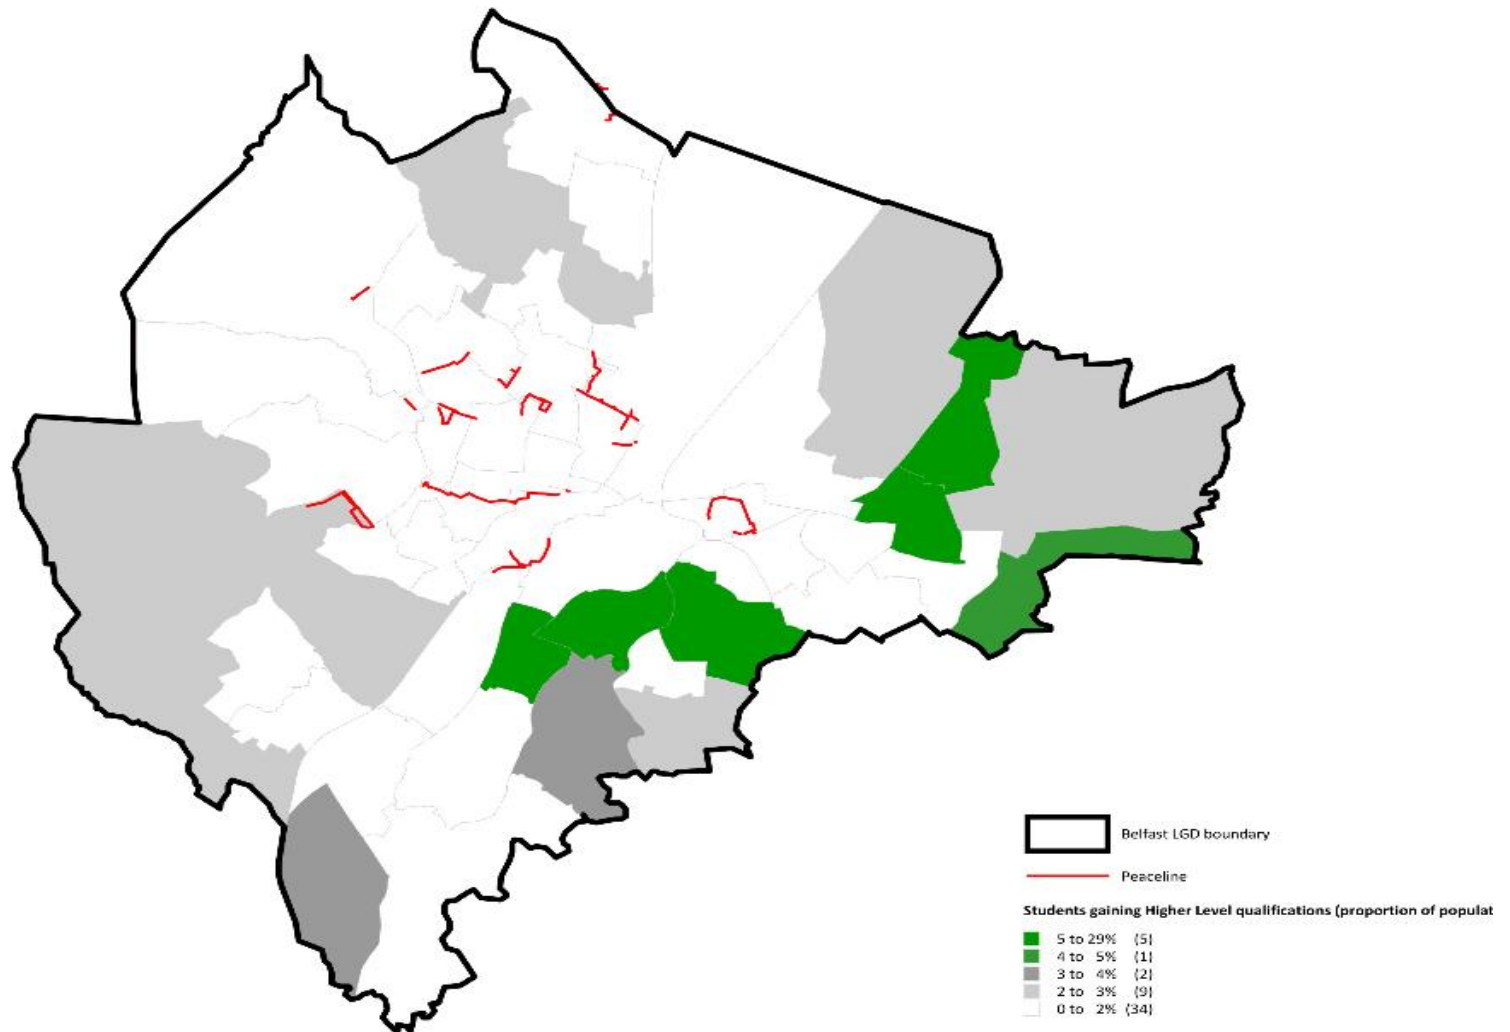 Belfast LGD boundary
Peaceline
Students gaining Higher Level qualifications (proportion of populat
5 to 29% (5)
4 to 5% (1)
3 to 4% (2)
2 to 3% (9)
0 to 2% (34)